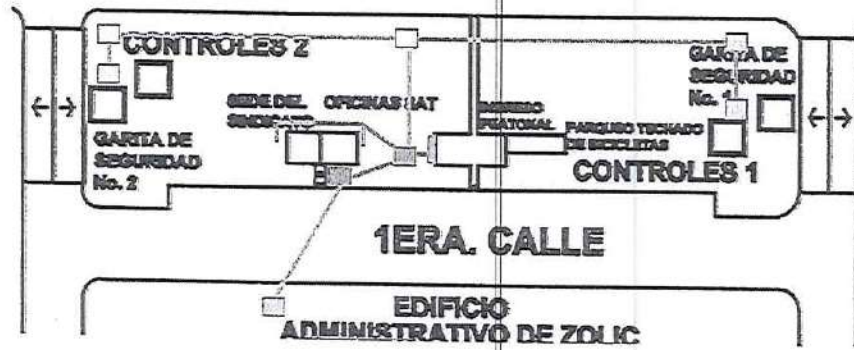 CONTROLES 2
GARITA DE
SEGURIDAD
No. 1
SEDE DEL
SINDICATO
OFICINAS SAT
INGRESO
PEATONAL
PARQUEO TECHADO
DE BICICLETAS
GARITA DE
SEGURIDAD
No. 2
CONTROLES 1
1ERA. CALLE
EDIFICIO
ADMINISTRATIVO DE ZOLIC